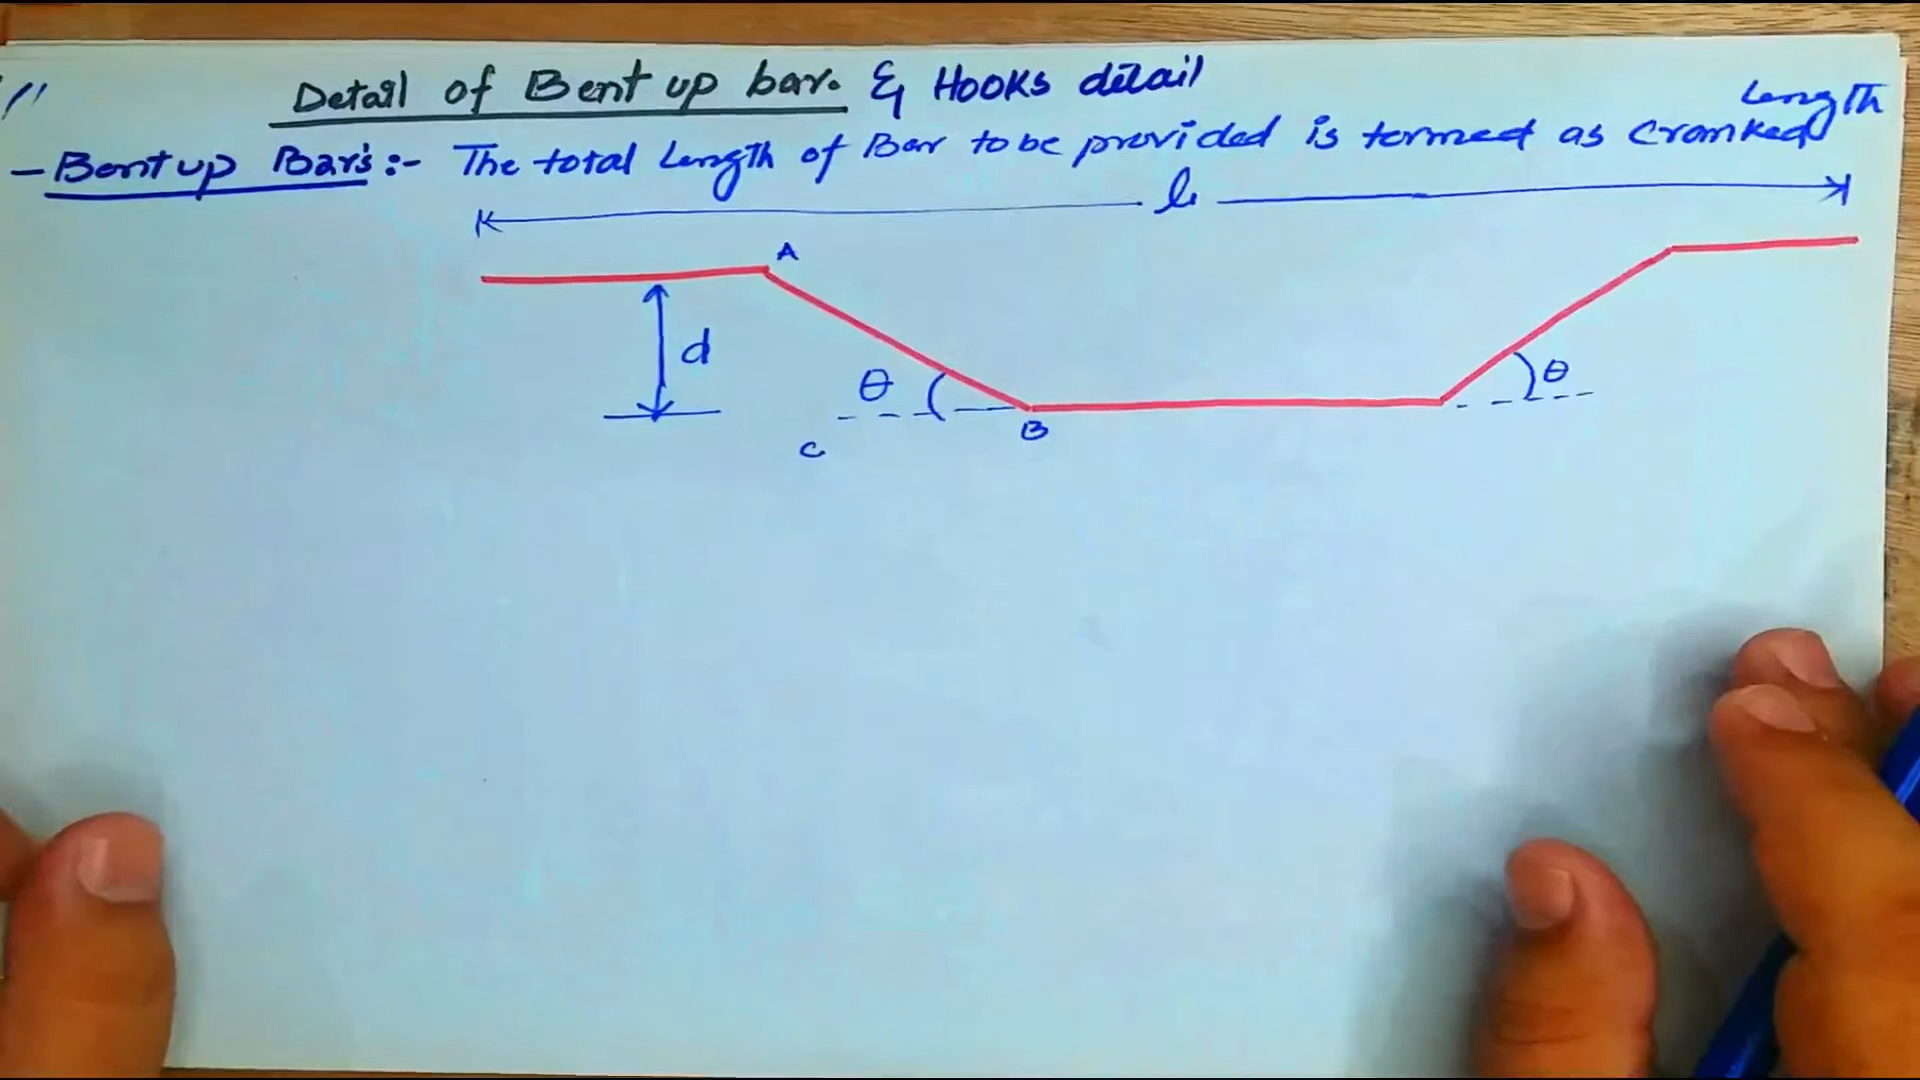 Detail of Bent up bar. & Hooks detail
Length
- Bent up Bar's :- The total Length of Bar to be provided is termed as Cranked
l
A
d
θ
θ
B
C